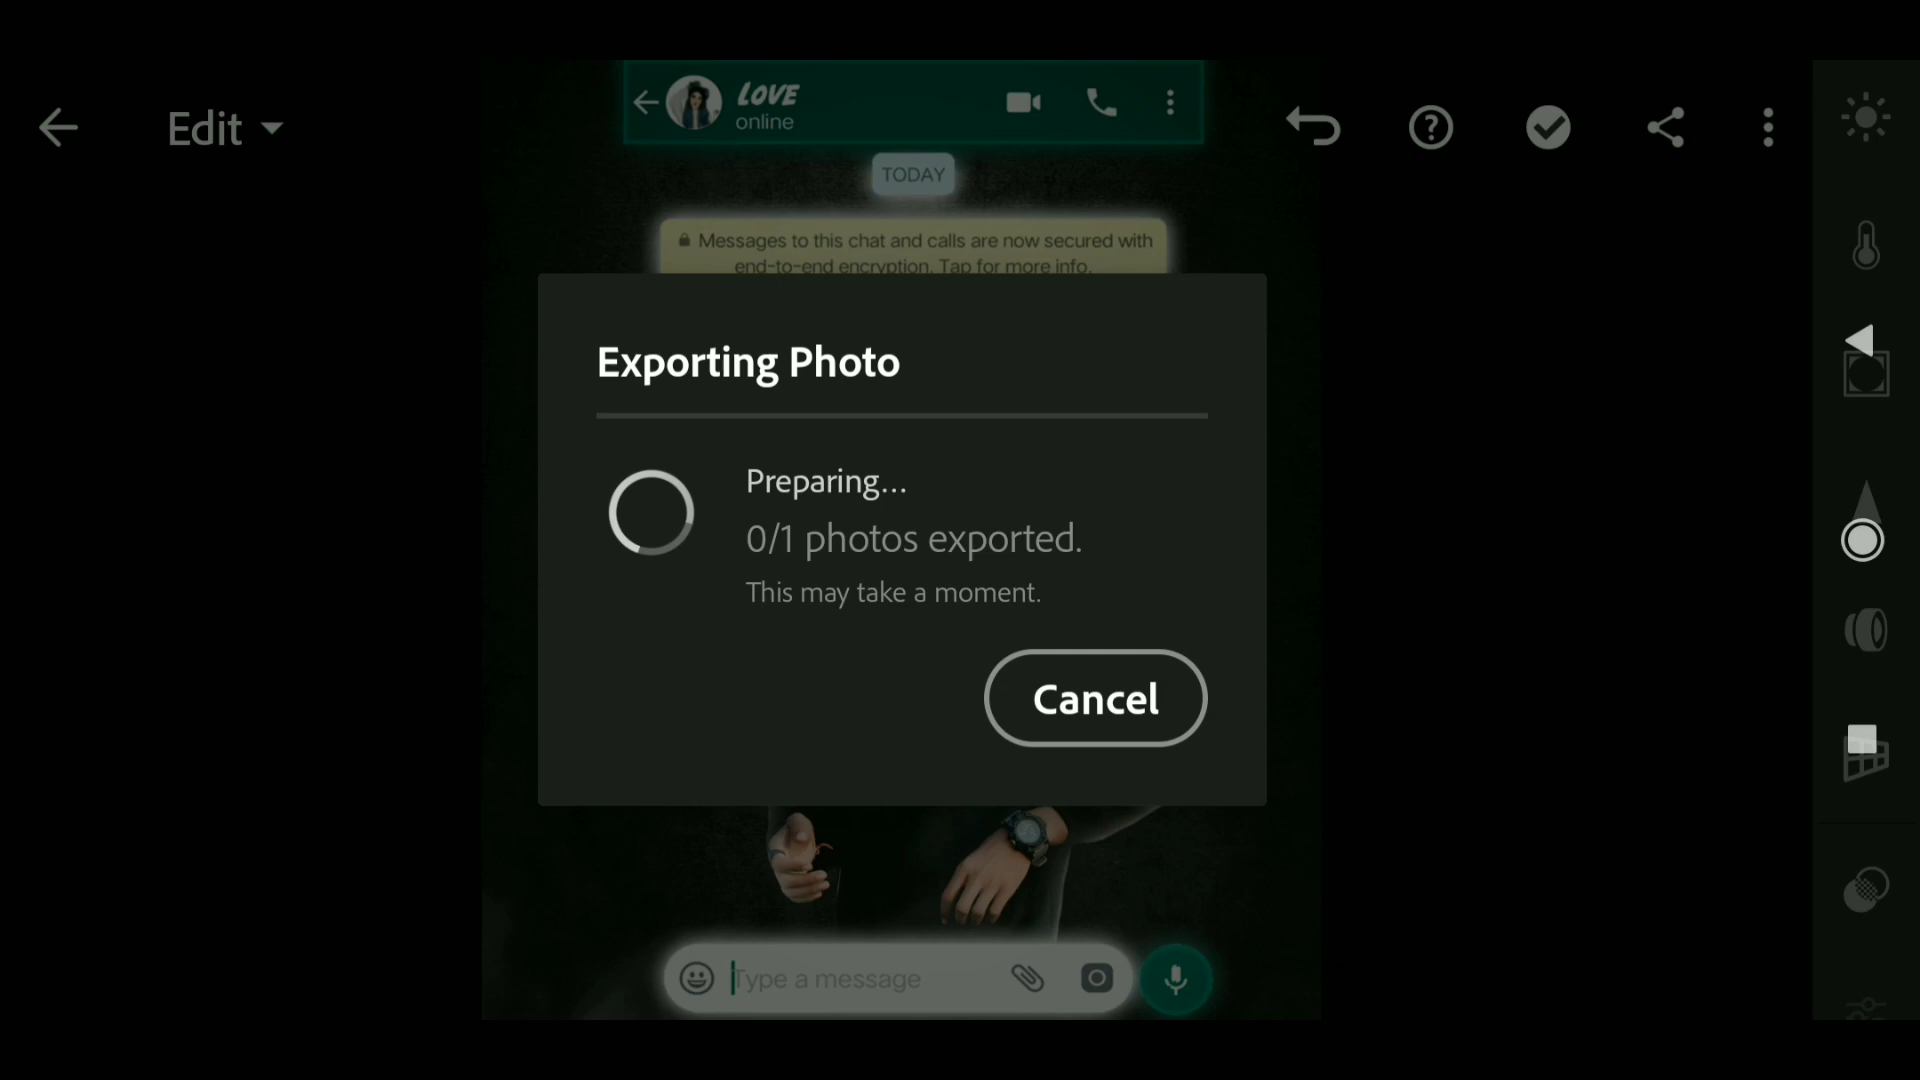 Edit
LOVE
online
TODAY
Messages to this chat and calls are now secured with
end-to-end encryption. Tap for more info.
Exporting Photo
Preparing...
0/1 photos exported.
This may take a moment.
Cancel
Type a message